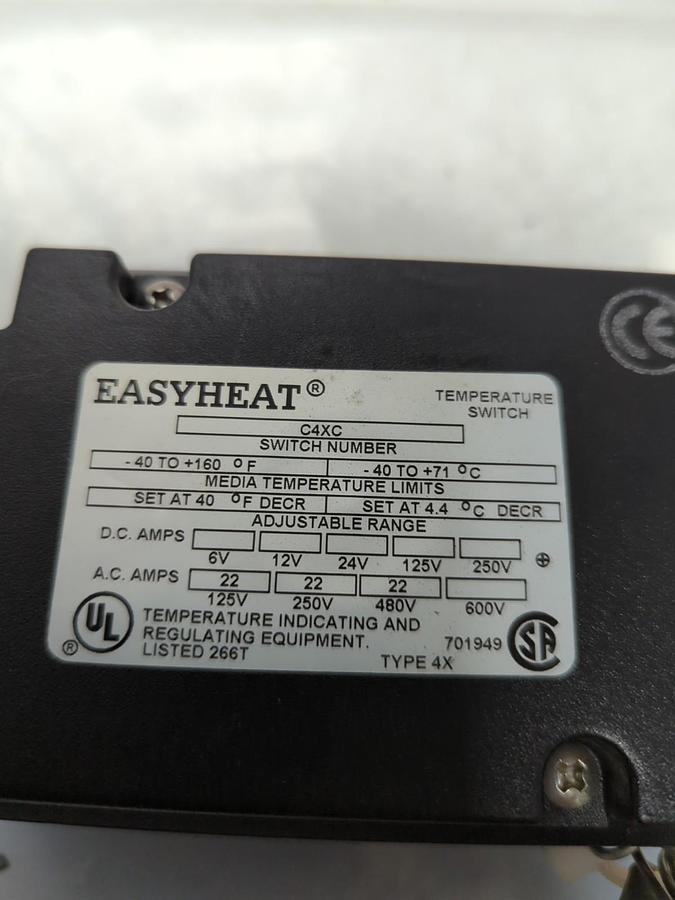 CE
EASYHEAT®
TEMPERATURE
SWITCH
C4XC
SWITCH NUMBER
- 40 TO +160 °F - 40 TO +71 °C
MEDIA TEMPERATURE LIMITS
SET AT 40 °F DECR SET AT 4.4 °C DECR
ADJUSTABLE RANGE
D.C. AMPS
6V 12V 24V 125V 250V
A.C. AMPS 22 22 22
125V 250V 480V 600V
UL ® TEMPERATURE INDICATING AND
REGULATING EQUIPMENT. 701949 SA
LISTED 266T TYPE 4X